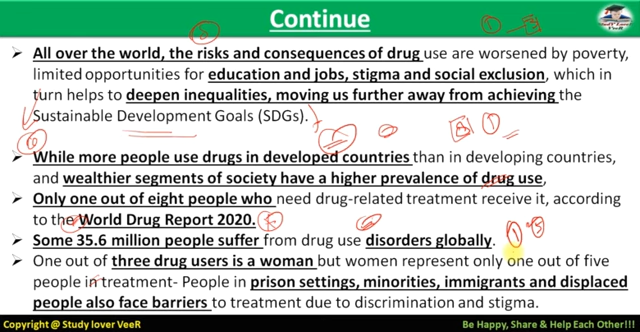 Continue
Study lover Veer
All over the world, the risks and consequences of drug use are worsened by poverty,
limited opportunities for education and jobs, stigma and social exclusion, which in
turn helps to deepen inequalities, moving us further away from achieving the
Sustainable Development Goals (SDGs).
While more people use drugs in developed countries than in developing countries,
and wealthier segments of society have a higher prevalence of drug use,
Only one out of eight people who need drug-related treatment receive it, according
to the World Drug Report 2020.
Some 35.6 million people suffer from drug use disorders globally.
One out of three drug users is a woman but women represent only one out of five
people in treatment- People in prison settings, minorities, immigrants and displaced
people also face barriers to treatment due to discrimination and stigma.
Copyright @ Study lover VeeR
Be Happy, Share & Help Each Other!!!